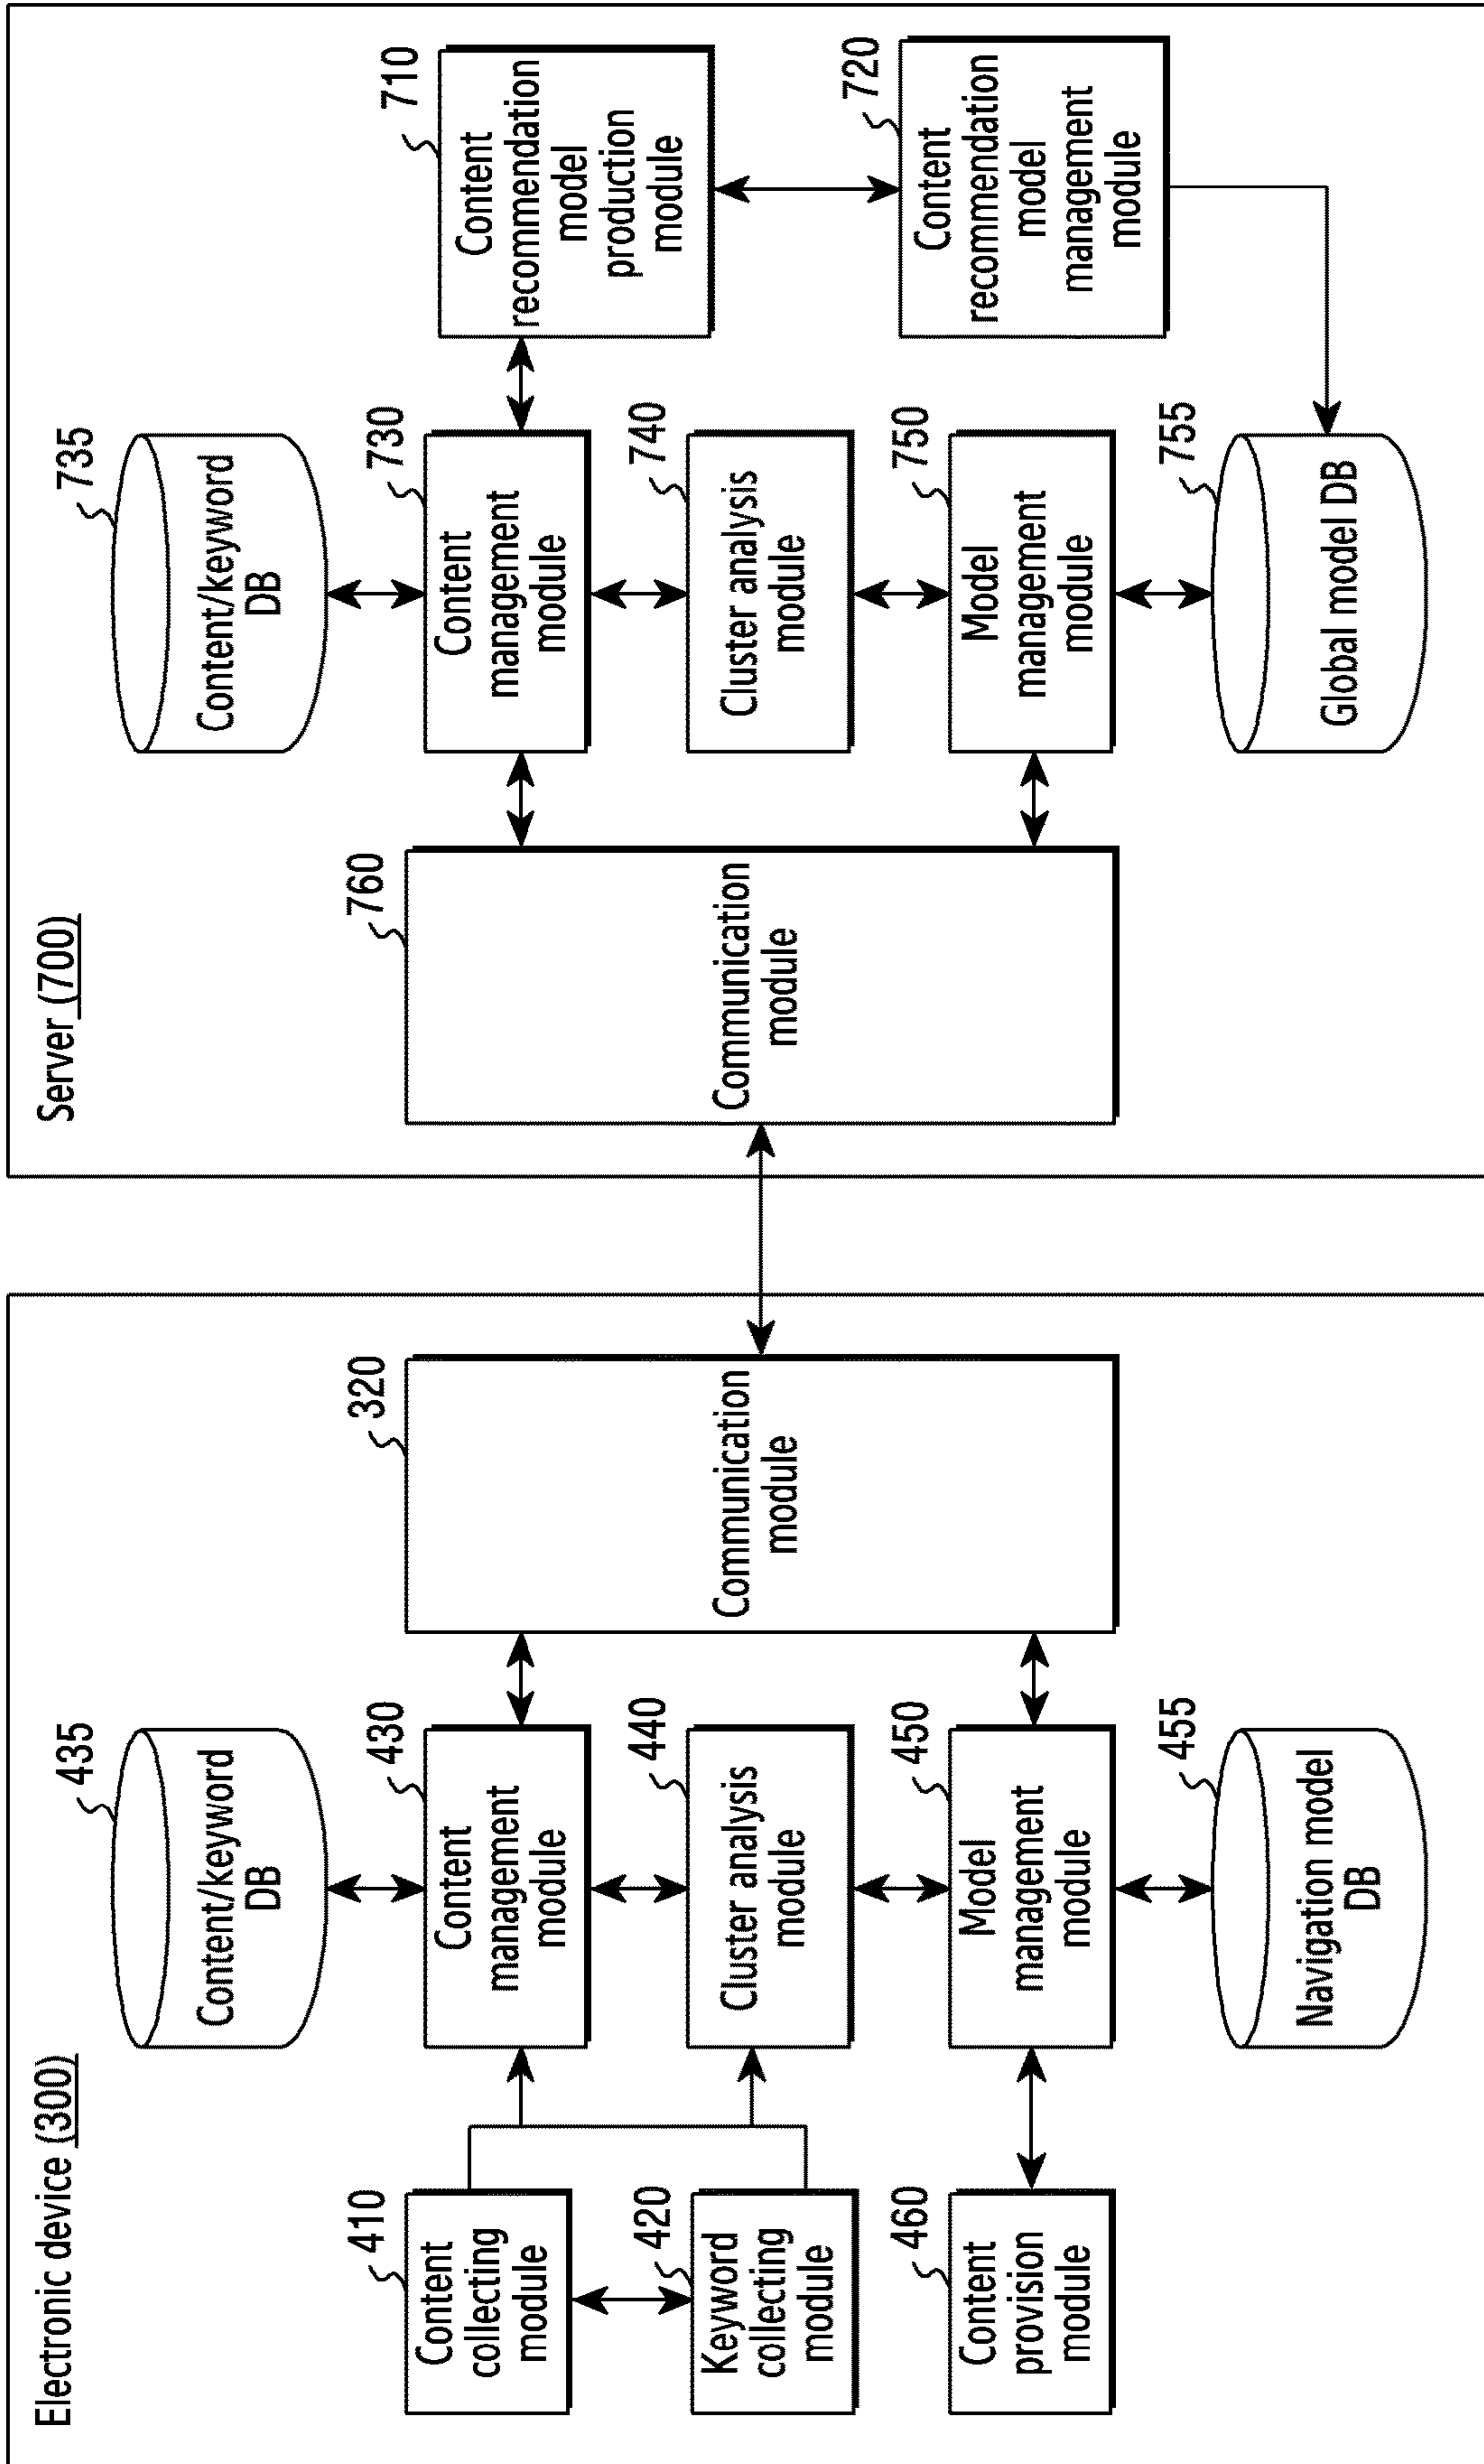 Electronic device (300)
435
Content/keyword
DB
410
Content
collecting
module
430
Content
management
module
320
Communication
module
420
Keyword
collecting
module
440
Cluster analysis
module
460
Content
provision
module
450
Model
management
module
455
Navigation model
DB
Server (700)
735
Content/keyword
DB
760
Communication
module
730
Content
management
module
710
Content
recommendation
model
production
module
740
Cluster analysis
module
750
Model
management
module
720
Content
recommendation
model
management
module
755
Global model DB